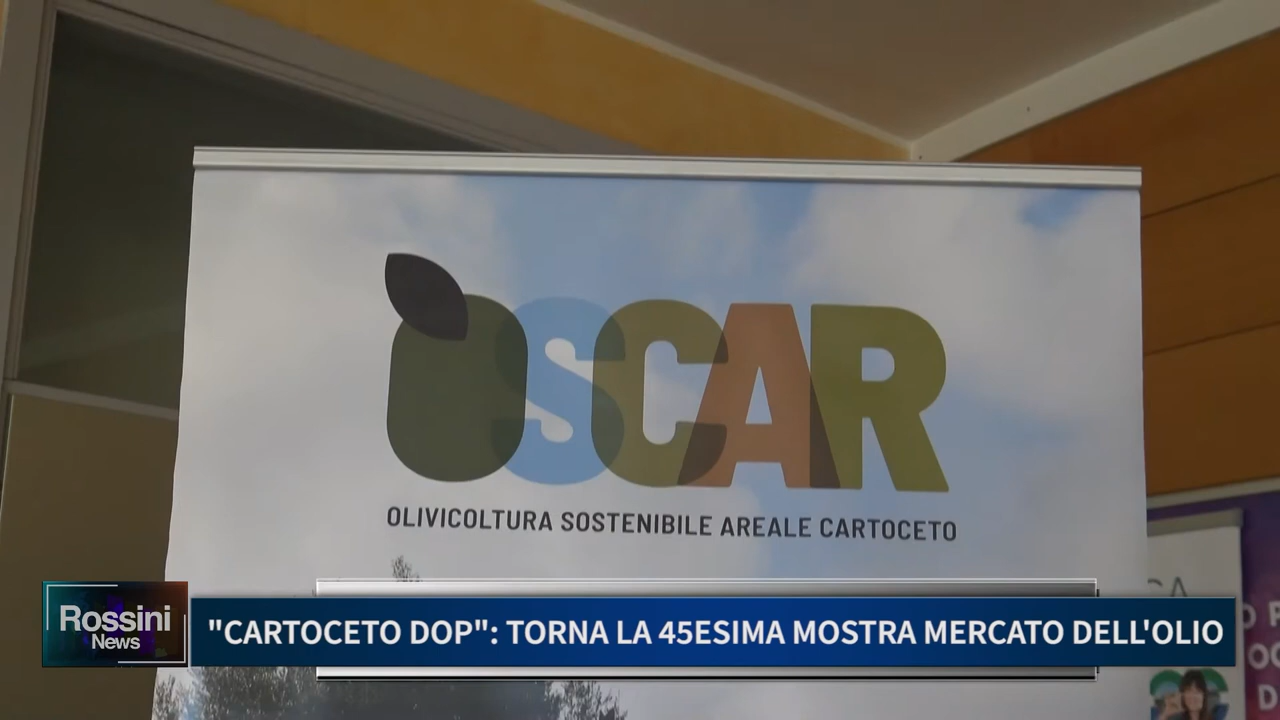 OSCAR
OLIVICOLTURA SOSTENIBILE AREALE CARTOCETO
Rossini
News
"CARTOCETO DOP": TORNA LA 45ESIMA MOSTRA MERCATO DELL'OLIO